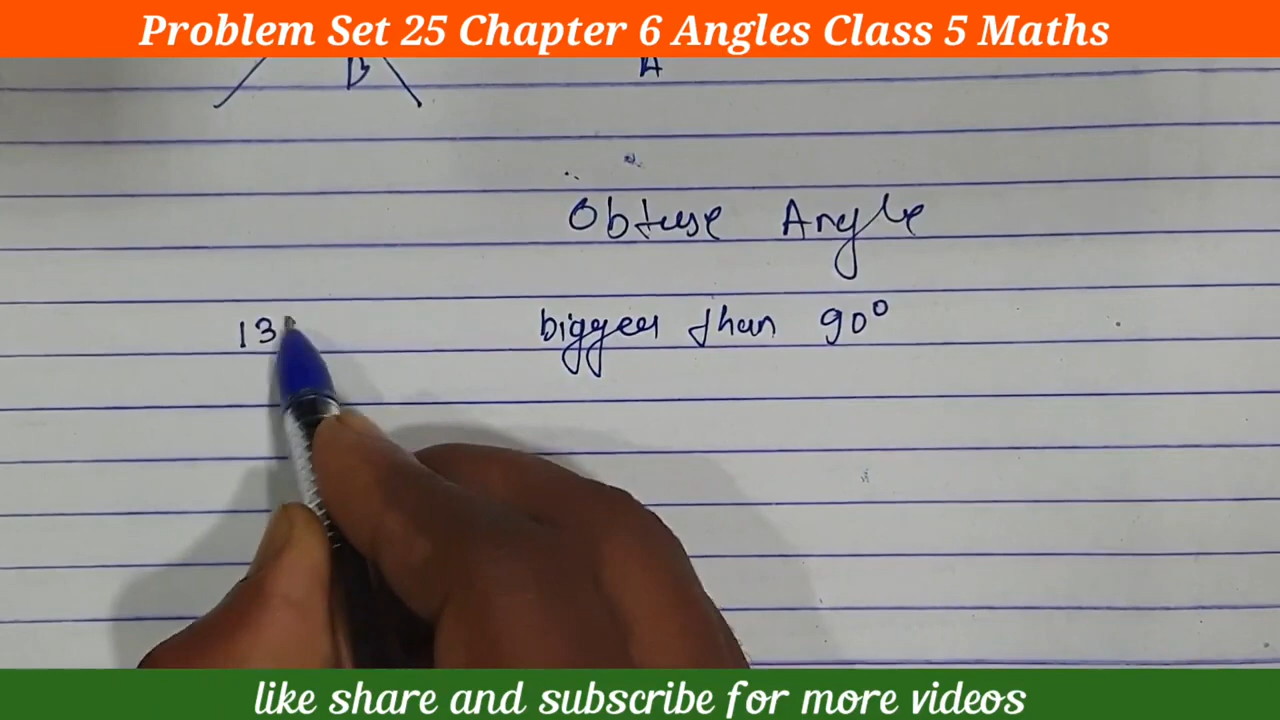 Problem Set 25 Chapter 6 Angles Class 5 Maths
B A
Obtuse Angle
13 bigger than 90°
like share and subscribe for more videos